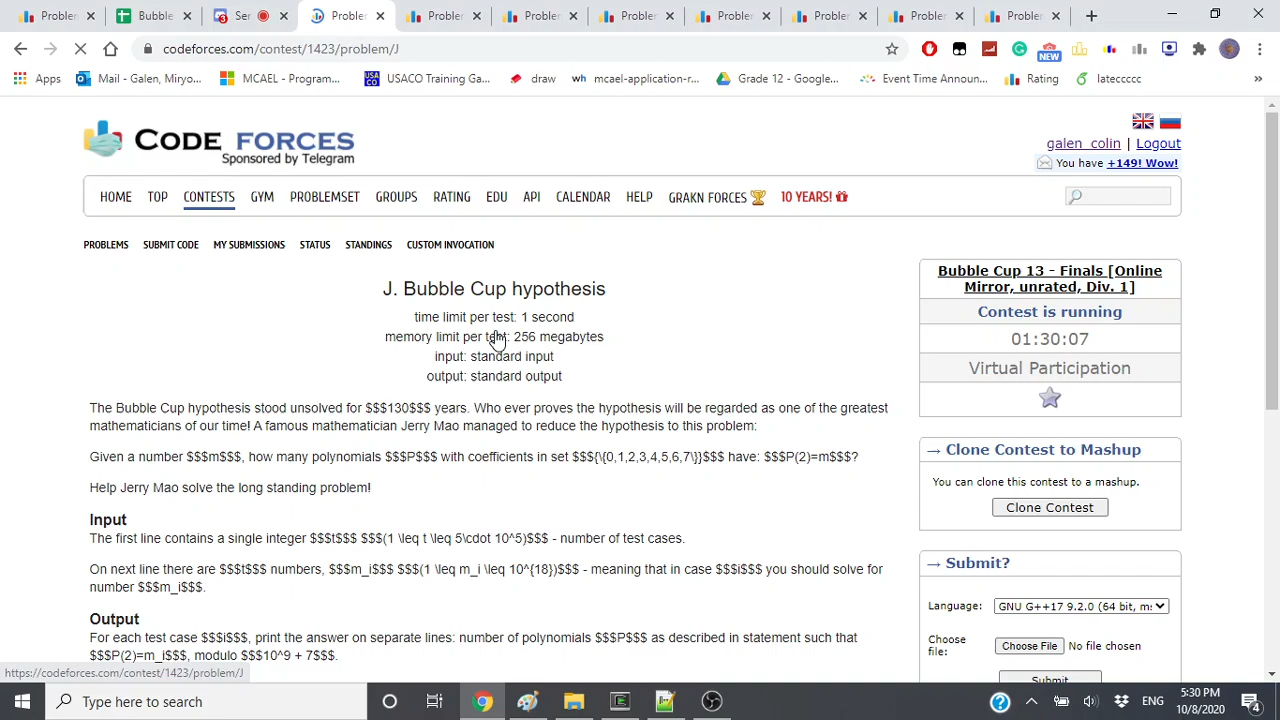 Problen
Bubble
Ser
Probler
Problen
Problen
Problen
Problen
Problen
Problen
Problen
codeforces.com/contest/1423/problem/J
NEW
Apps
Mail - Galen, Miryo...
MCAEL - Program...
USACO Training Ga...
draw
wh mcael-application-r...
Grade 12 - Google...
Event Time Announ...
Rating
lateccccc
»
CODE FORCES
Sponsored by Telegram
galen_colin | Logout
You have +149! Wow!
HOME TOP CONTESTS GYM PROBLEMSET GROUPS RATING EDU API CALENDAR HELP GRAKN FORCES 10 YEARS!
PROBLEMS SUBMIT CODE MY SUBMISSIONS STATUS STANDINGS CUSTOM INVOCATION
J. Bubble Cup hypothesis
time limit per test: 1 second
memory limit per test: 256 megabytes
input: standard input
output: standard output
The Bubble Cup hypothesis stood unsolved for $$$130$$$ years. Who ever proves the hypothesis will be regarded as one of the greatest
mathematicians of our time! A famous mathematician Jerry Mao managed to reduce the hypothesis to this problem:
Given a number $$$m$$$, how many polynomials $$$P$$$ with coefficients in set $$${\{0,1,2,3,4,5,6,7\}}$$$ have: $$$P(2)=m$$$?
Help Jerry Mao solve the long standing problem!
Input
The first line contains a single integer $$$t$$$ $$$(1 \leq t \leq 5\cdot 10^5)$$$ - number of test cases.
On next line there are $$$t$$$ numbers, $$$m_i$$$ $$$(1 \leq m_i \leq 10^{18})$$$ - meaning that in case $$$i$$$ you should solve for
number $$$m_i$$$.
Output
For each test case $$$i$$$, print the answer on separate lines: number of polynomials $$$P$$$ as described in statement such that
$$$P(2)=m_i$$$, modulo $$$10^9 + 7$$$.
Bubble Cup 13 - Finals [Online
Mirror, unrated, Div. 1]
Contest is running
01:30:07
Virtual Participation
→ Clone Contest to Mashup
You can clone this contest to a mashup.
Clone Contest
→ Submit?
Language: GNU G++17 9.2.0 (64 bit, ms
Choose
file:
Choose File No file chosen
Submit
https://codeforces.com/contest/1423/problem/J
Type here to search
ENG
5:30 PM
10/8/2020
4